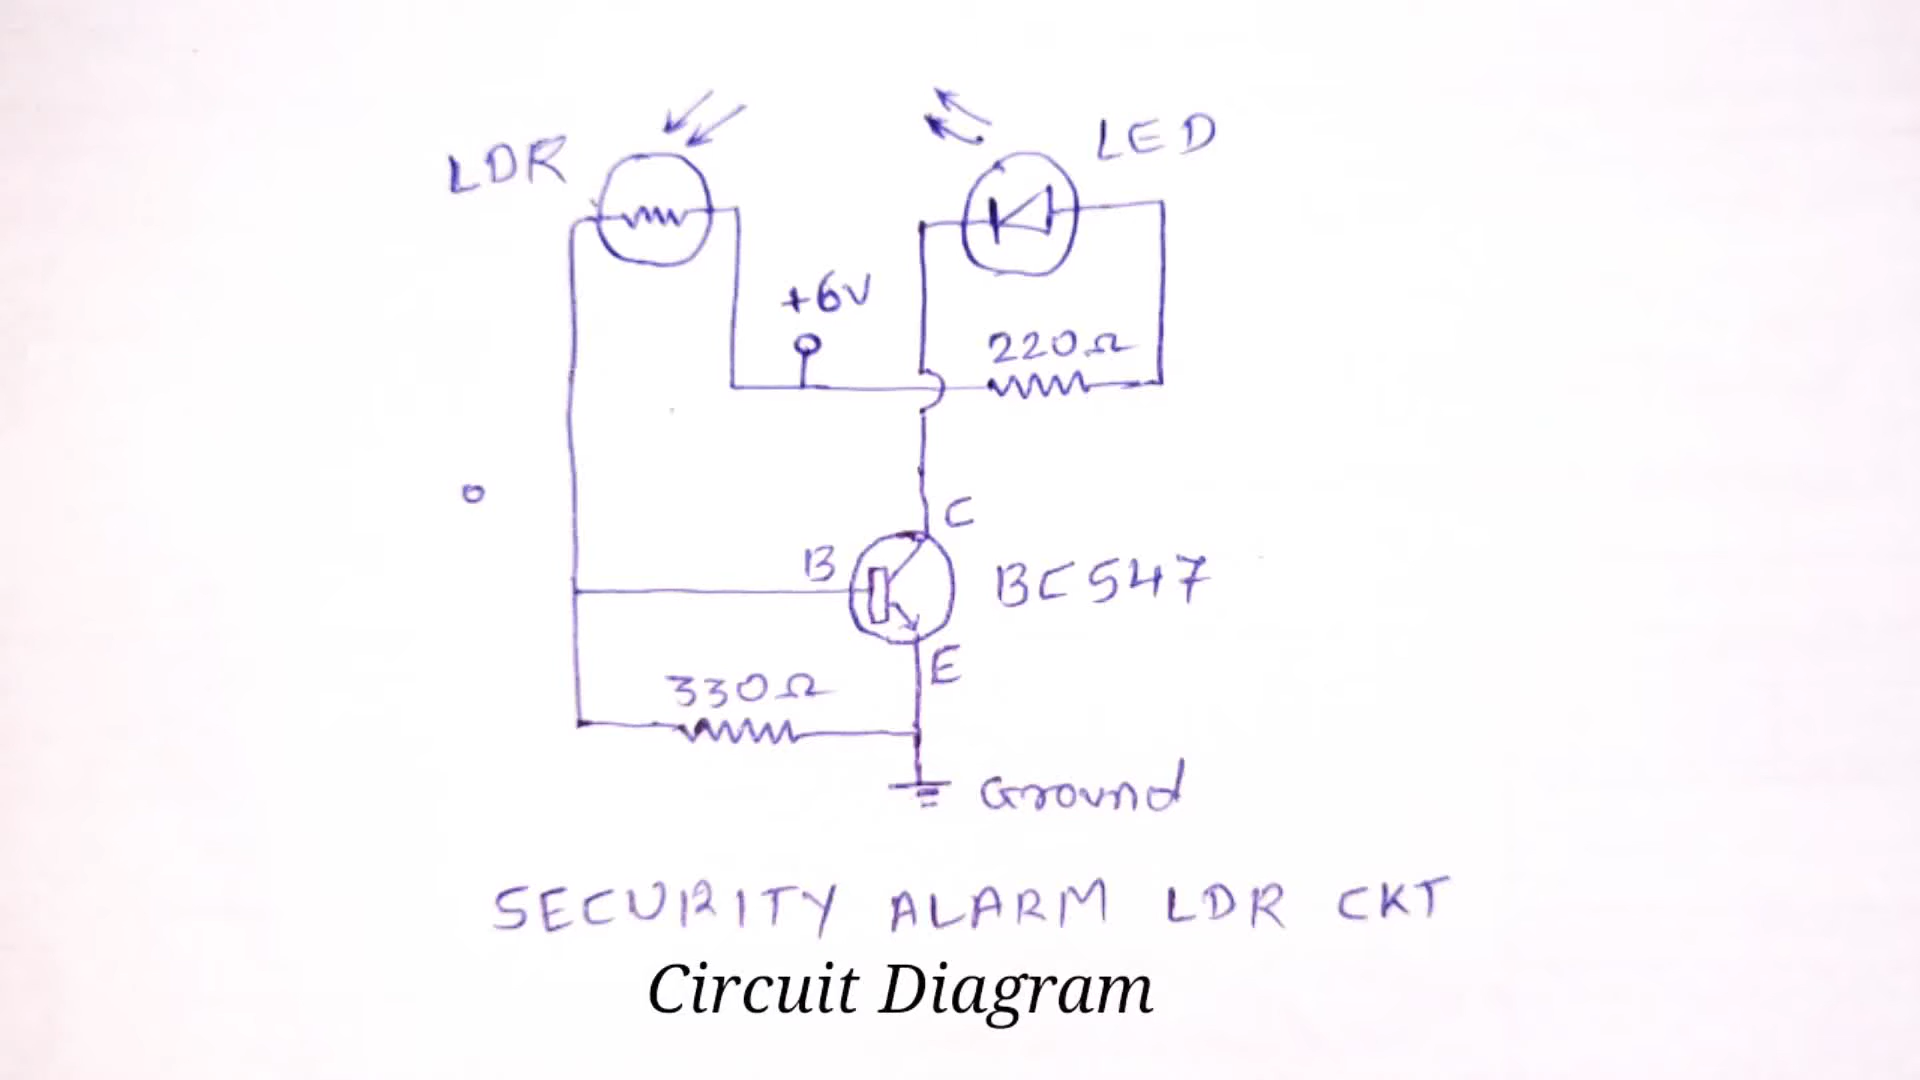 LDR
LED
+6V
220Ω
C
B
BC547
E
330Ω
Ground
SECURITY ALARM LDR CKT
Circuit Diagram